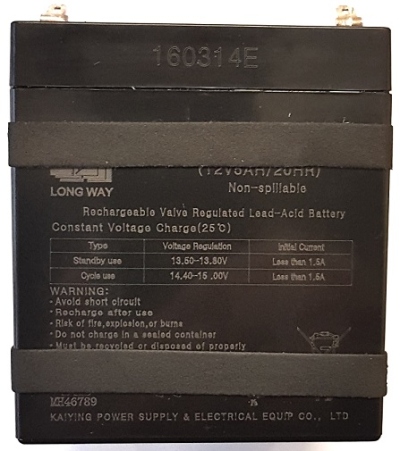 160314E
(12V5AH/20HR)
LONG WAY
Non-spillable
Rechargeable Valve Regulated Lead-Acid Battery
Constant Voltage Charge(25℃)
Type Voltage Regulation Initial Current
Standby use 13.50-13.80V Less than 1.5A
Cycle use 14.40-15.00V Less than 1.5A
WARNING:
· Avoid short circuit
· Recharge after use
· Risk of fire,explosion,or burns
· Do not charge in a sealed container
· Must be recycled or disposed of properly
MH46789
KAIYING POWER SUPPLY & ELECTRICAL EQUIP CO., LTD